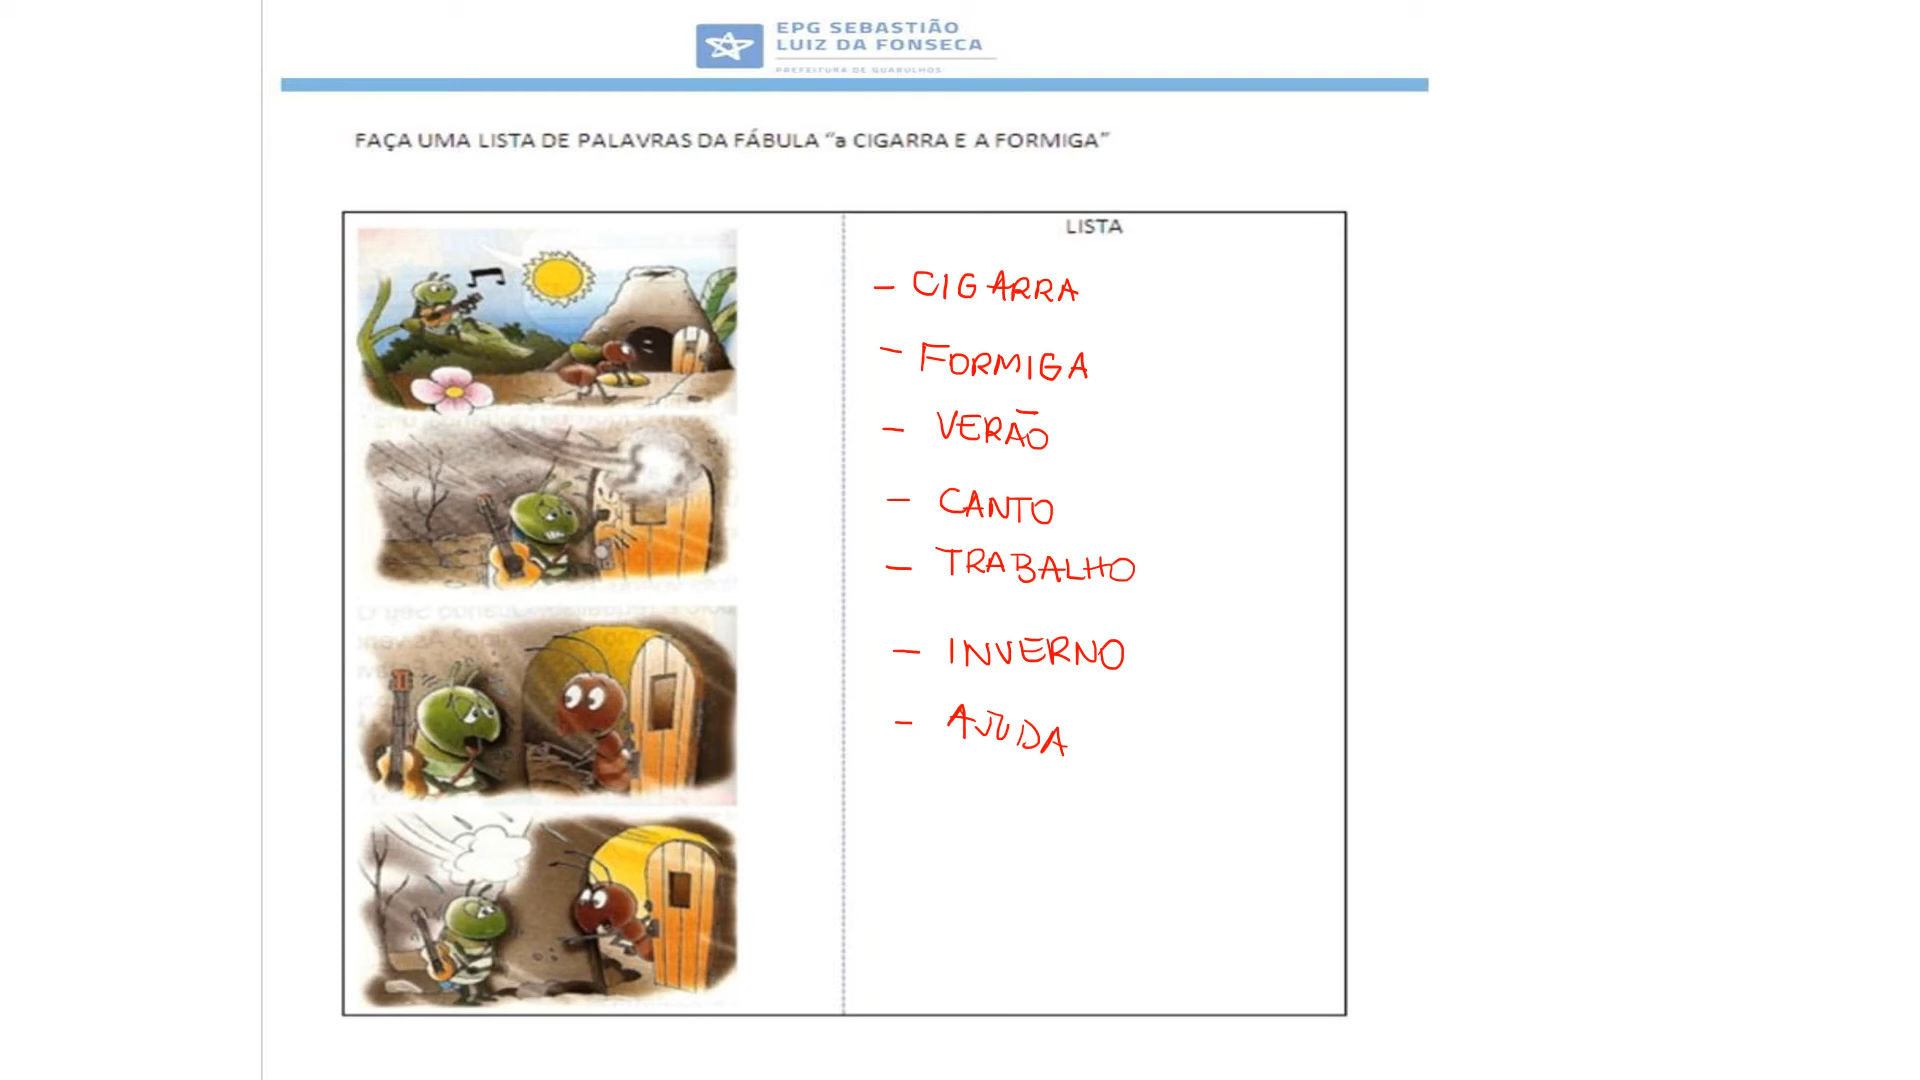 EPG SEBASTIÃO
LUIZ DA FONSECA
PREFEITURA DE GUARULHOS
FAÇA UMA LISTA DE PALAVRAS DA FÁBULA “a CIGARRA E A FORMIGA”
LISTA
- CIGARRA
- FORMIGA
- VERÃO
- CANTO
- TRABALHO
- INVERNO
- AJUDA